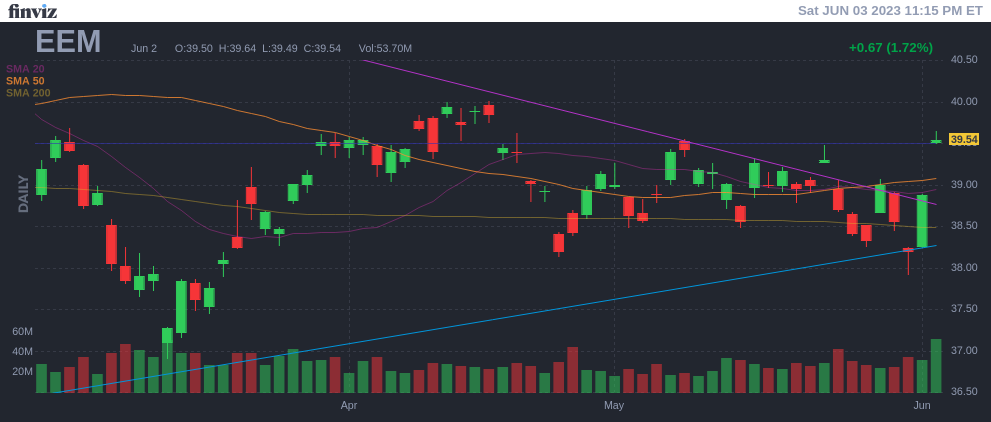 finviz
Sat JUN 03 2023 11:15 PM ET
EEM
Jun 2 O:39.50 H:39.64 L:39.49 C:39.54 Vol:53.70M
+0.67 (1.72%)
SMA 20
SMA 50
SMA 200
DAILY
40.50
40.00
39.54
39.00
38.50
38.00
37.50
37.00
36.50
60M
40M
20M
Apr
May
Jun